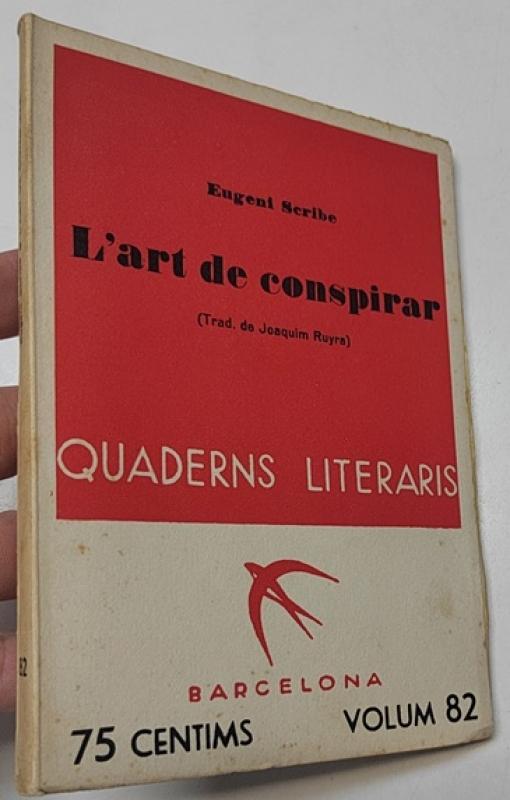 Eugeni Scribe
L'art de conspirar
(Trad. de Joaquim Ruyra)
QUADERNS LITERARIS
BARCELONA
75 CENTIMS
VOLUM 82
82